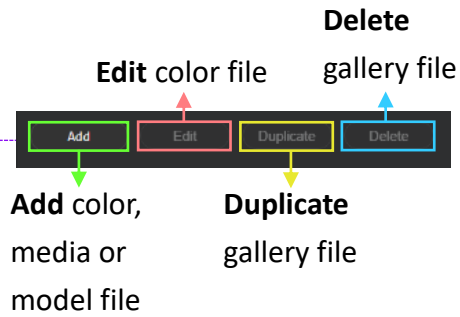 Delete
gallery file
Edit color file
Add Edit Duplicate Delete
Add color,
media or
model file
Duplicate
gallery file